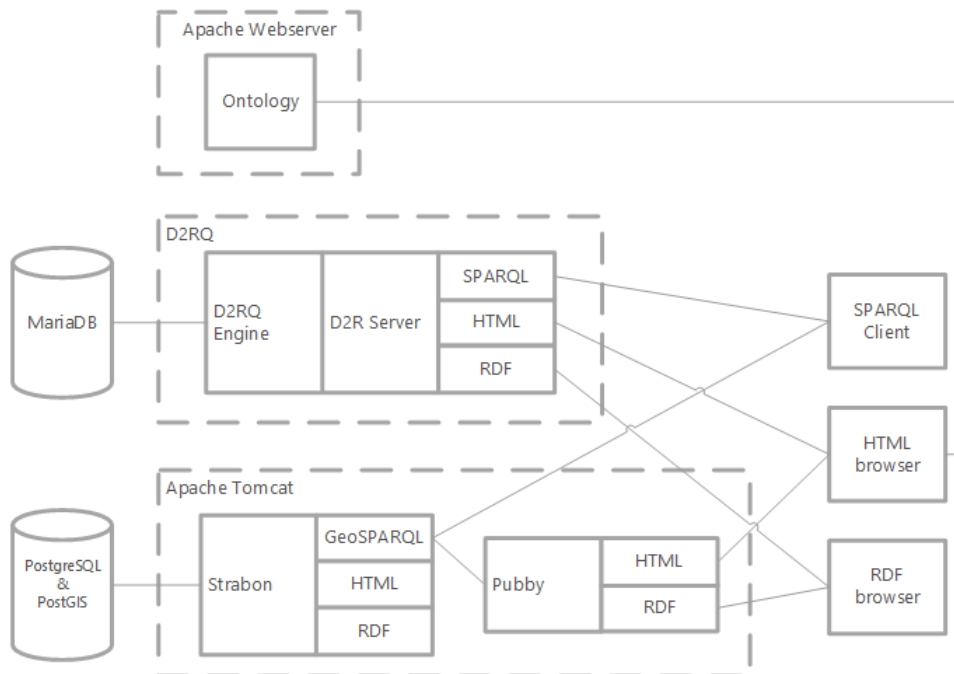 Apache Webserver
Ontology
D2RQ
MariaDB
D2RQ
Engine
D2R Server
SPARQL
HTML
RDF
SPARQL
Client
HTML
browser
RDF
browser
Apache Tomcat
PostgreSQL
&
PostGIS
Strabon
GeoSPARQL
HTML
RDF
Pubby
HTML
RDF